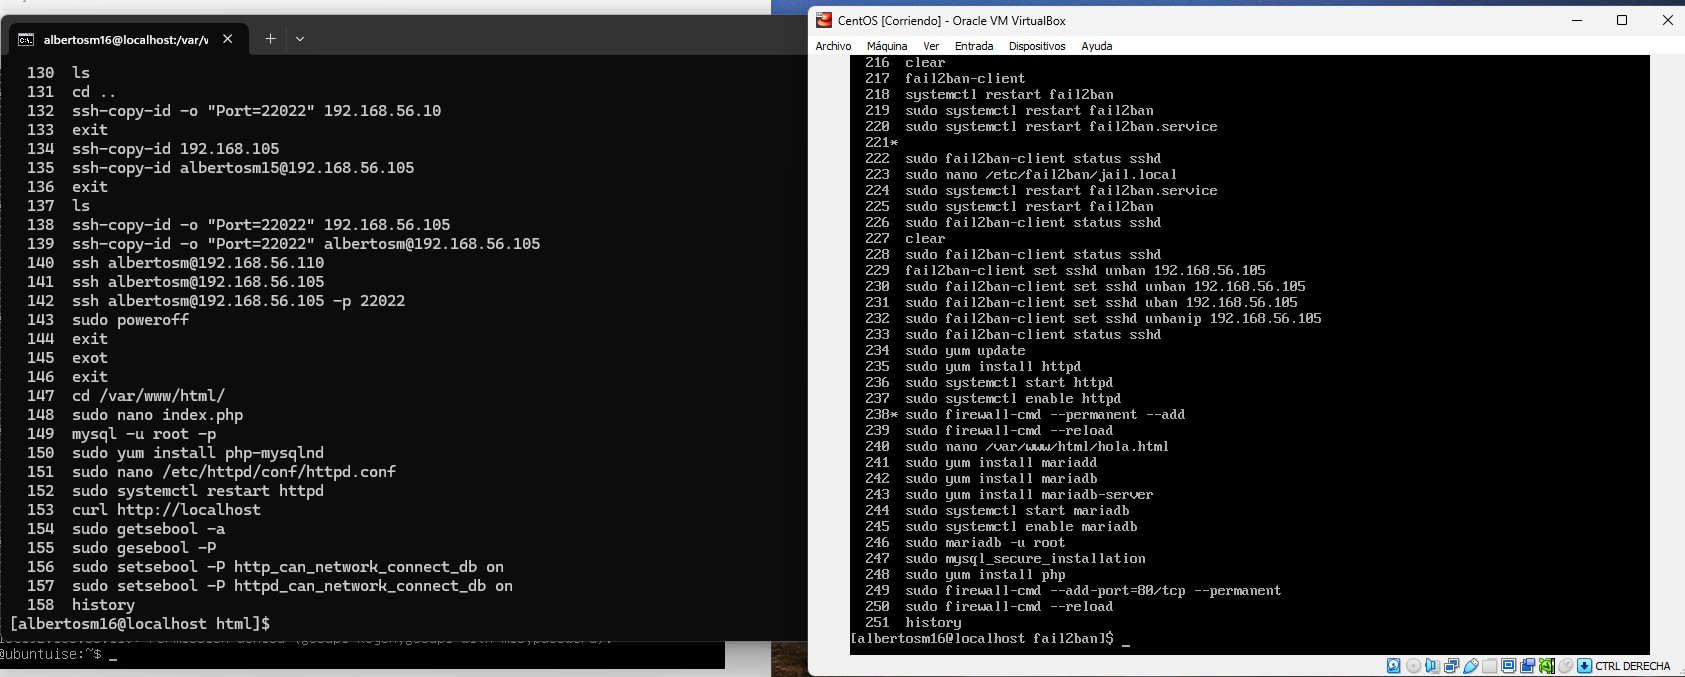 albertosm16@localhost:/var/v
130 ls
131 cd ..
132 ssh-copy-id -o "Port=22022" 192.168.56.10
133 exit
134 ssh-copy-id 192.168.105
135 ssh-copy-id albertosm15@192.168.56.105
136 exit
137 ls
138 ssh-copy-id -o "Port=22022" 192.168.56.105
139 ssh-copy-id -o "Port=22022" albertosm@192.168.56.105
140 ssh albertosm@192.168.56.110
141 ssh albertosm@192.168.56.105
142 ssh albertosm@192.168.56.105 -p 22022
143 sudo poweroff
144 exit
145 exot
146 exit
147 cd /var/www/html/
148 sudo nano index.php
149 mysql -u root -p
150 sudo yum install php-mysqlnd
151 sudo nano /etc/httpd/conf/httpd.conf
152 sudo systemctl restart httpd
153 curl http://localhost
154 sudo getsebool -a
155 sudo gesebool -P
156 sudo setsebool -P http_can_network_connect_db on
157 sudo setsebool -P httpd_can_network_connect_db on
158 history
[albertosm16@localhost html]$
@ubuntuise:~$ _
CentOS [Corriendo] - Oracle VM VirtualBox
Archivo Máquina Ver Entrada Dispositivos Ayuda
216 clear
217 fail2ban-client
218 systemctl restart fail2ban
219 sudo systemctl restart fail2ban
220 sudo systemctl restart fail2ban.service
221*
222 sudo fail2ban-client status sshd
223 sudo nano /etc/fail2ban/jail.local
224 sudo systemctl restart fail2ban.service
225 sudo systemctl restart fail2ban
226 sudo fail2ban-client status sshd
227 clear
228 sudo fail2ban-client status sshd
229 fail2ban-client set sshd unban 192.168.56.105
230 sudo fail2ban-client set sshd unban 192.168.56.105
231 sudo fail2ban-client set sshd uban 192.168.56.105
232 sudo fail2ban-client set sshd unbanip 192.168.56.105
233 sudo fail2ban-client status sshd
234 sudo yum update
235 sudo yum install httpd
236 sudo systemctl start httpd
237 sudo systemctl enable httpd
238* sudo firewall-cmd --permanent --add
239 sudo firewall-cmd --reload
240 sudo nano /var/www/html/hola.html
241 sudo yum install mariadd
242 sudo yum install mariadb
243 sudo yum install mariadb-server
244 sudo systemctl start mariadb
245 sudo systemctl enable mariadb
246 sudo mariadb -u root
247 sudo mysql_secure_installation
248 sudo yum install php
249 sudo firewall-cmd --add-port=80/tcp --permanent
250 sudo firewall-cmd --reload
251 history
[albertosm16@localhost fail2ban]$ _
CTRL DERECHA